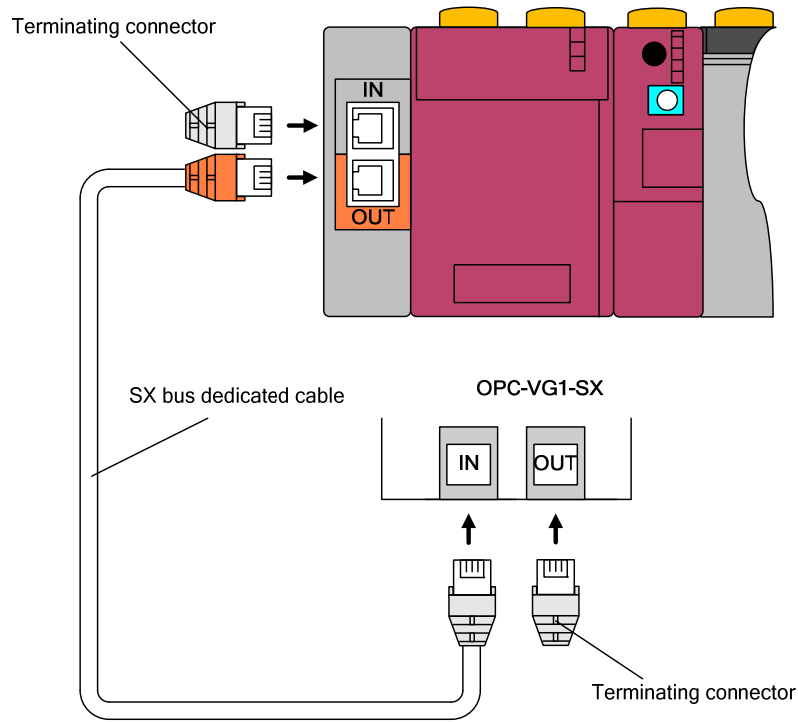 Terminating connector
IN
OUT
SX bus dedicated cable
OPC-VG1-SX
IN
OUT
Terminating connector